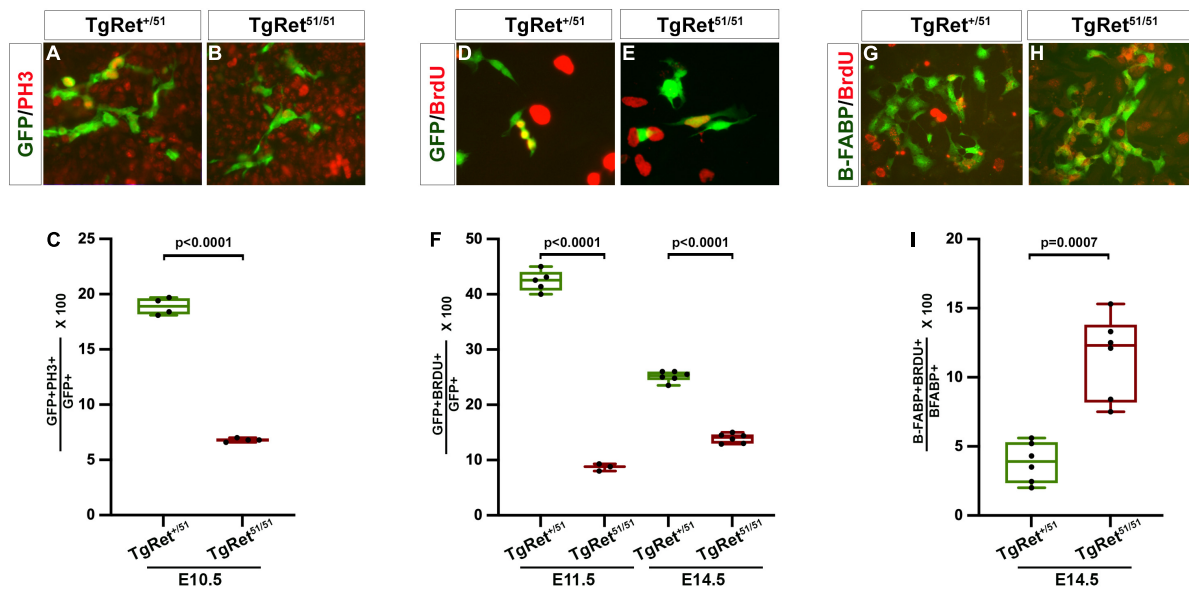 TgRet+/51 TgRet51/51 TgRet+/51 TgRet51/51 TgRet+/51 TgRet51/51
GFP/PH3 A B GFP/BrdU D E B-FABP/BrdU G H
C
25
20
15
10
5
0
GFP+PH3+
GFP+
X 100
p<0.0001
TgRet+/51 TgRet51/51
E10.5
F
50
40
30
20
10
0
GFP+BRDU+
GFP+
X 100
p<0.0001 p<0.0001
TgRet+/51 TgRet51/51 TgRet+/51 TgRet51/51
E11.5 E14.5
I
20
15
10
5
0
B-FABP+BRDU+
BFABP+
X 100
p=0.0007
TgRet+/51 TgRet51/51
E14.5